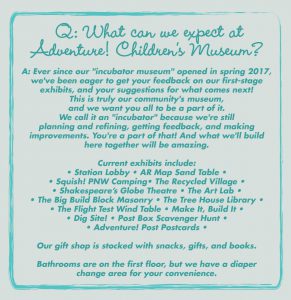 Q: What can we expect at
Adventure! Children's Museum?
A: Ever since our "incubator museum" opened in spring 2017,
we've been eager to get your feedback on our first-stage
exhibits, and your suggestions for what comes next!
This is truly our community's museum,
and we want you all to be a part of it.
We call it an "incubator" because we're still
planning and refining, getting feedback, and making
improvements. You're a part of that! And what we'll build
here together will be amazing.
Current exhibits include:
• Station Lobby • AR Map Sand Table •
• Squish! PNW Camping• The Recycled Village •
• Shakespeare's Globe Theatre • The Art Lab •
• The Big Build Block Masonry • The Tree House Library •
• The Flight Test Wind Table • Make It, Build It •
• Dig Site! • Post Box Scavenger Hunt •
• Adventure! Post Postcards •
Our gift shop is stocked with snacks, gifts, and books.
Bathrooms are on the first floor, but we have a diaper
change area for your convenience.